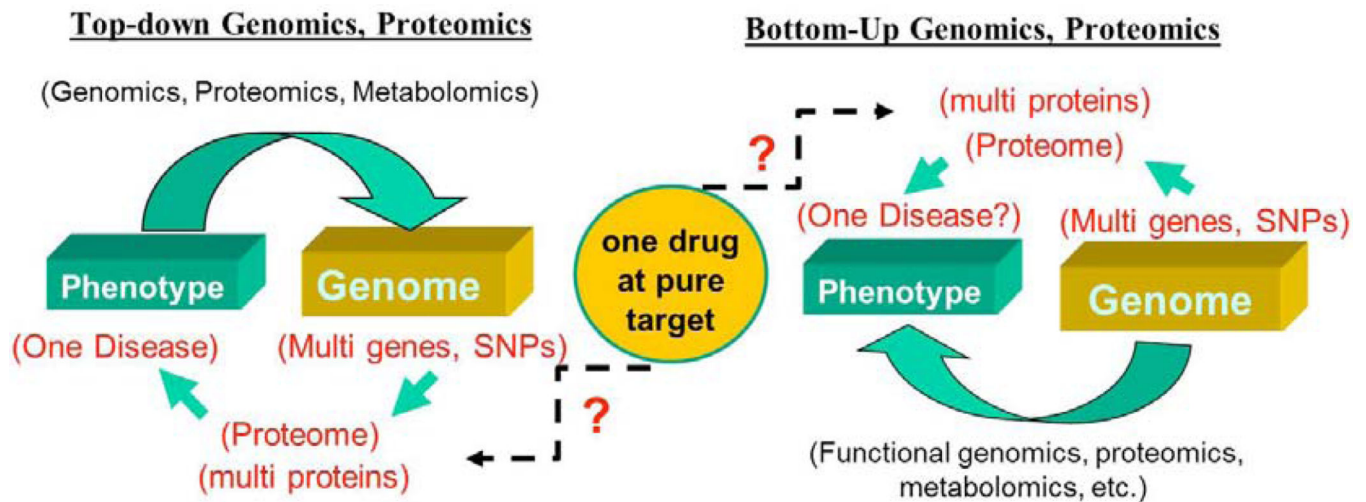 Top-down Genomics, Proteomics
(Genomics, Proteomics, Metabolomics)
Phenotype
Genome
(One Disease)
(Multi genes, SNPs)
(Proteome)
(multi proteins)
?
one drug
at pure
target
?
Bottom-Up Genomics, Proteomics
(multi proteins)
(Proteome)
(One Disease?)
(Multi genes, SNPs)
Phenotype
Genome
(Functional genomics, proteomics,
metabolomics, etc.)